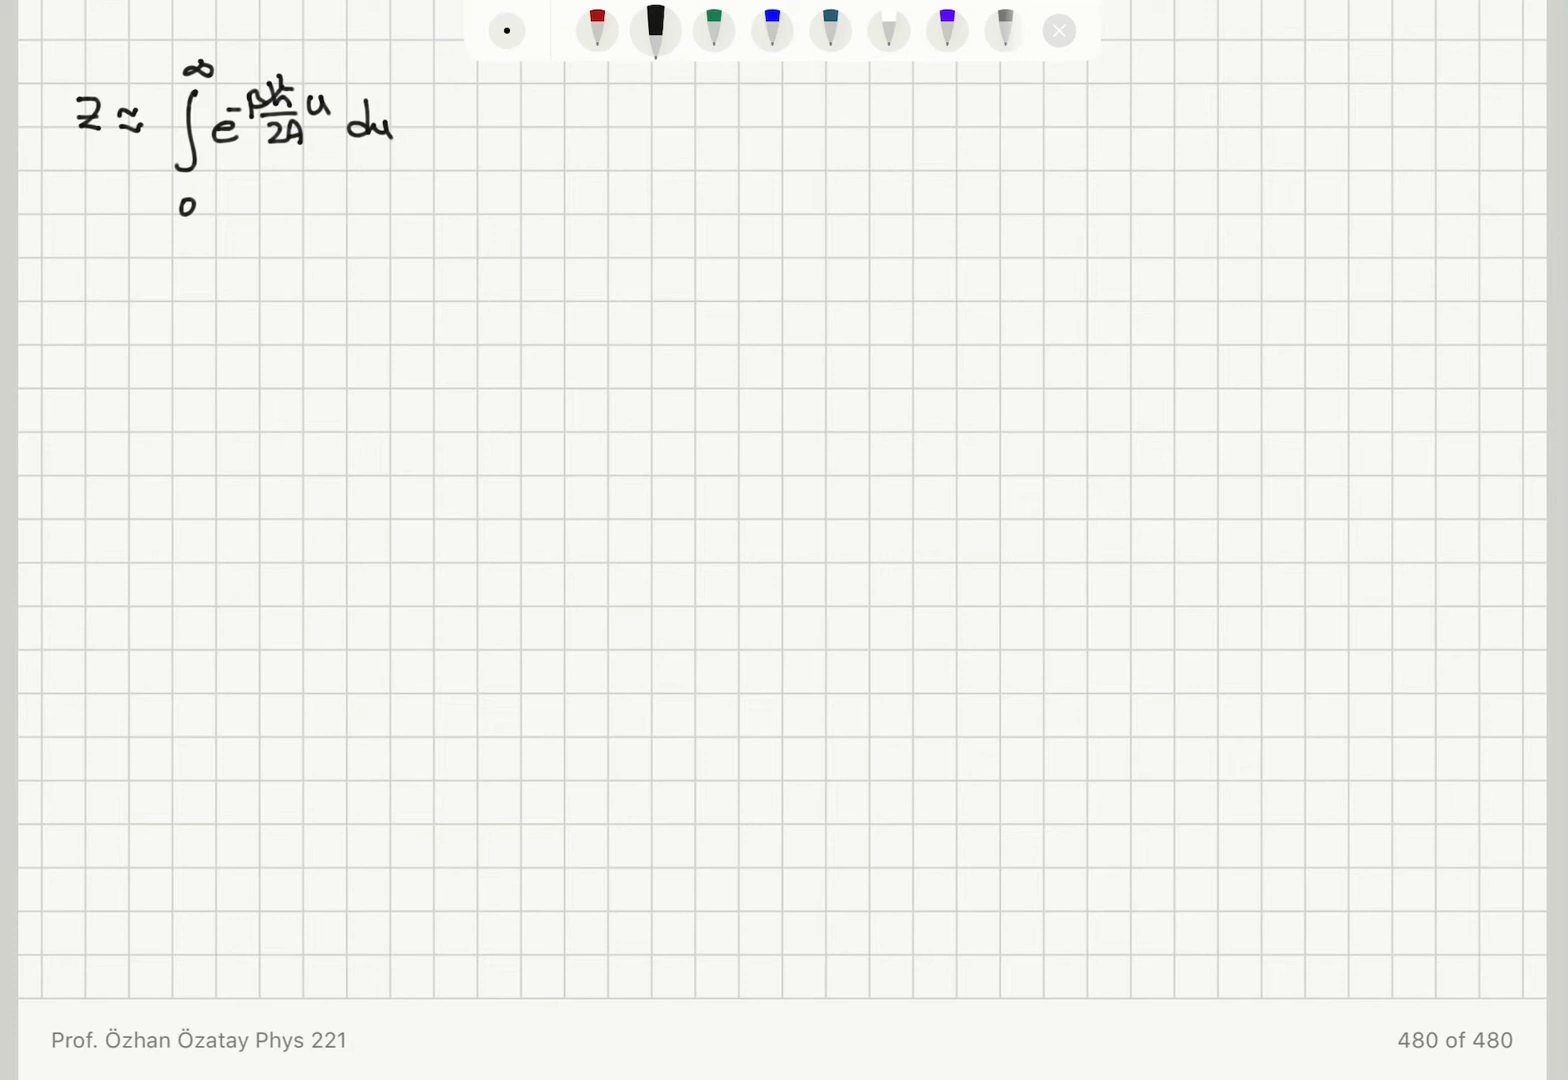 Z ≈ ∫₀^∞ e^(-βℏ²/2A u) du
Prof. Özhan Özatay Phys 221
480 of 480